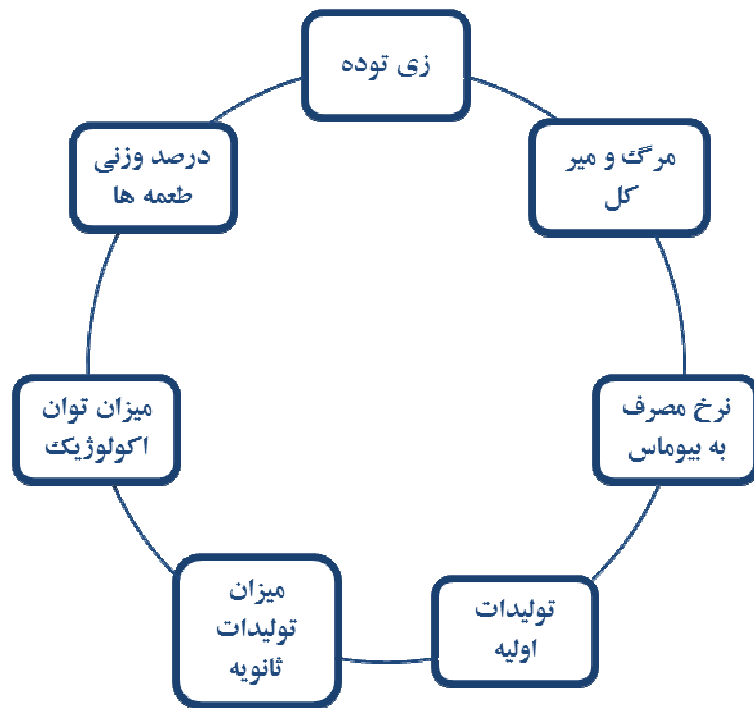 زی توده
مرگ و میر
کل
نرخ مصرف
به بیوماس
تولیدات
اولیه
میزان
تولیدات
ثانویه
میزان توان
اکولوژیک
درصد وزنی
طعمه ها